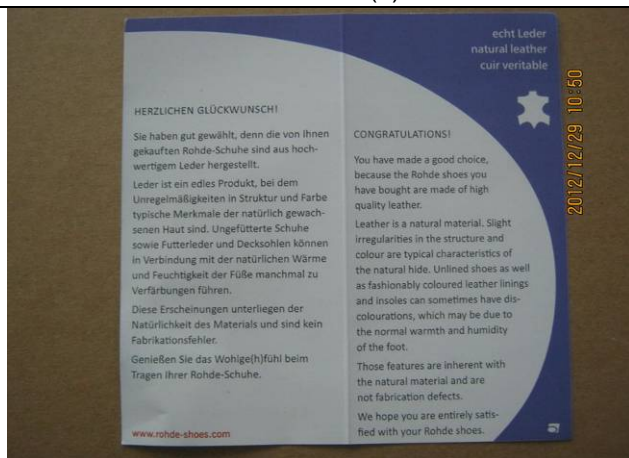 echt Leder
natural leather
cuir veritable
HERZLICHEN GLÜCKWUNSCH!
Sie haben gut gewählt, denn die von Ihnen
gekauften Rohde-Schuhe sind aus hoch-
wertigem Leder hergestellt.
Leder ist ein edles Produkt, bei dem
Unregelmäßigkeiten in Struktur und Farbe
typische Merkmale der natürlich gewach-
senen Haut sind. Ungefütterte Schuhe
sowie Futterleder und Decksohlen können
in Verbindung mit der natürlichen Wärme
und Feuchtigkeit der Füße manchmal zu
Verfärbungen führen.
Diese Erscheinungen unterliegen der
Natürlichkeit des Materials und sind kein
Fabrikationsfehler.
Genießen Sie das Wohlige(h)fühl beim
Tragen Ihrer Rohde-Schuhe.
www.rohde-shoes.com
CONGRATULATIONS!
You have made a good choice,
because the Rohde shoes you
have bought are made of high
quality leather.
Leather is a natural material. Slight
irregularities in the structure and
colour are typical characteristics of
the natural hide. Unlined shoes as well
as fashionably coloured leather linings
and insoles can sometimes have dis-
colourations, which may be due to
the normal warmth and humidity
of the foot.
Those features are inherent with
the natural material and are
not fabrication defects.
We hope you are entirely satis-
fied with your Rohde shoes.
2012/12/29 10:50